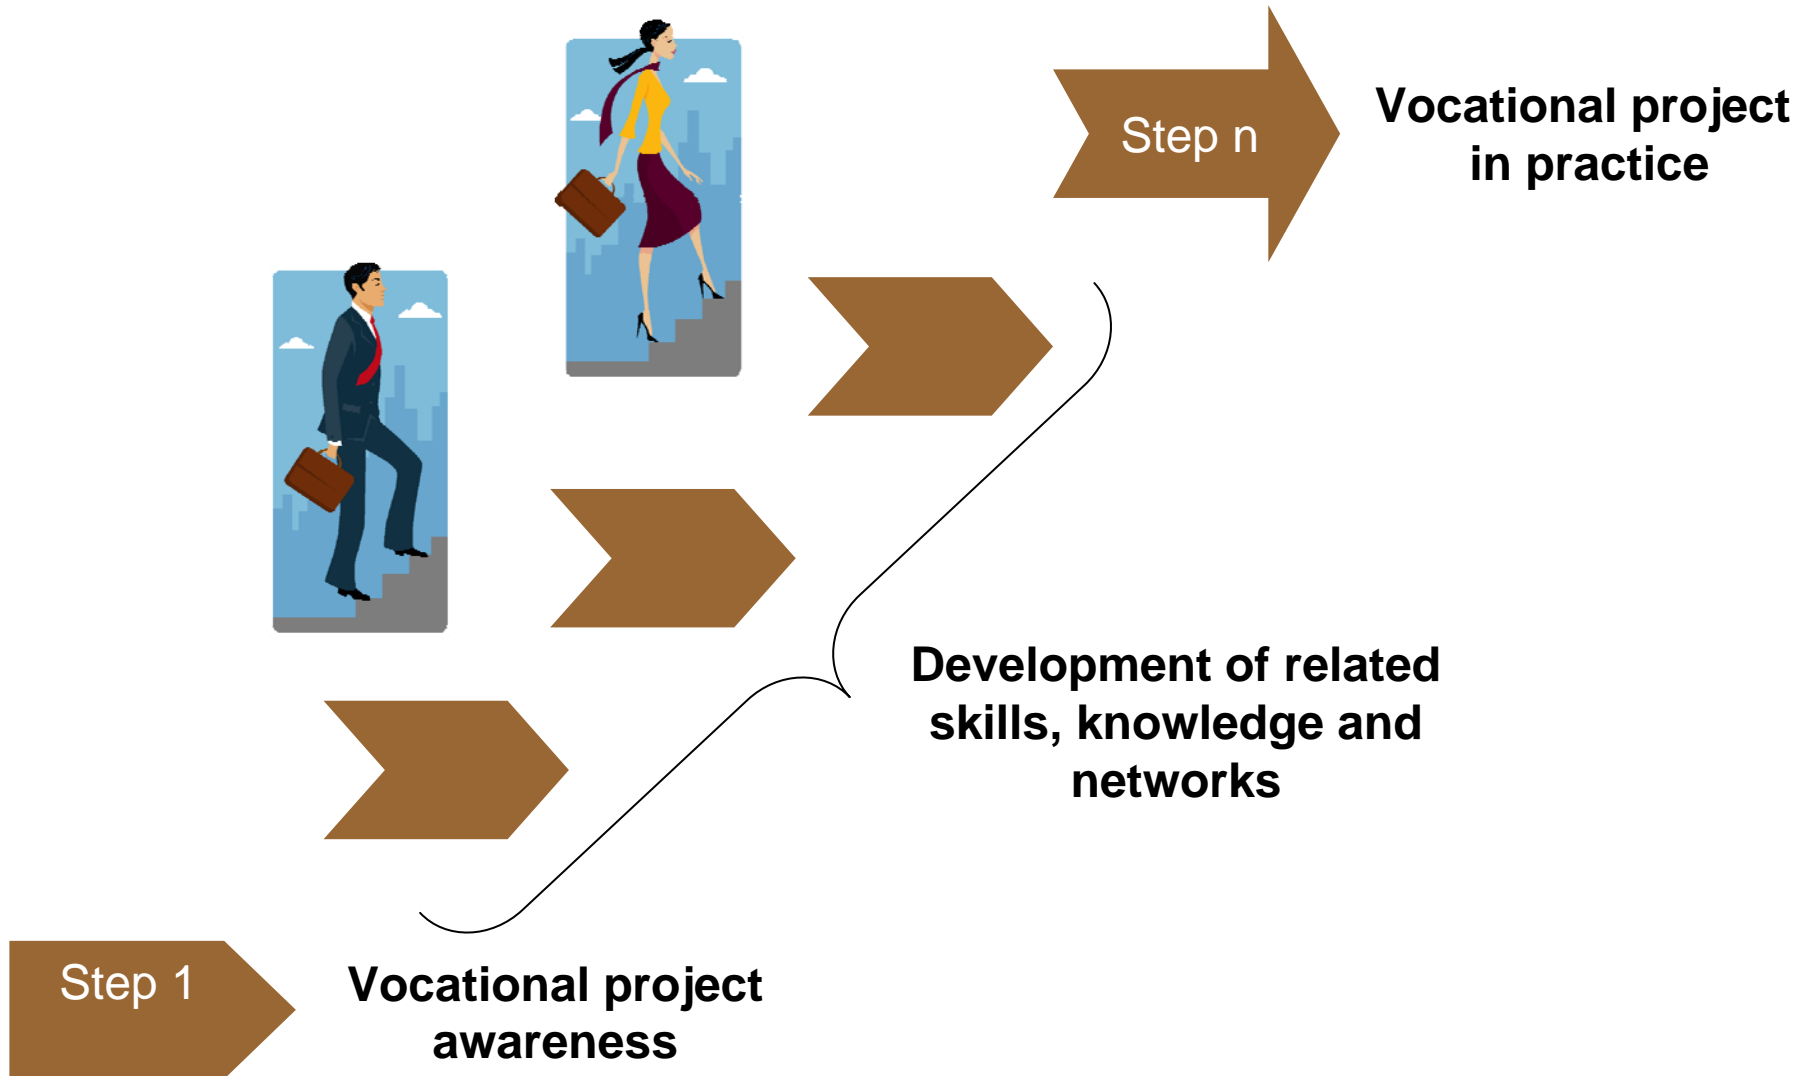 Step n
Vocational project
in practice
Development of related
skills, knowledge and
networks
Step 1
Vocational project
awareness